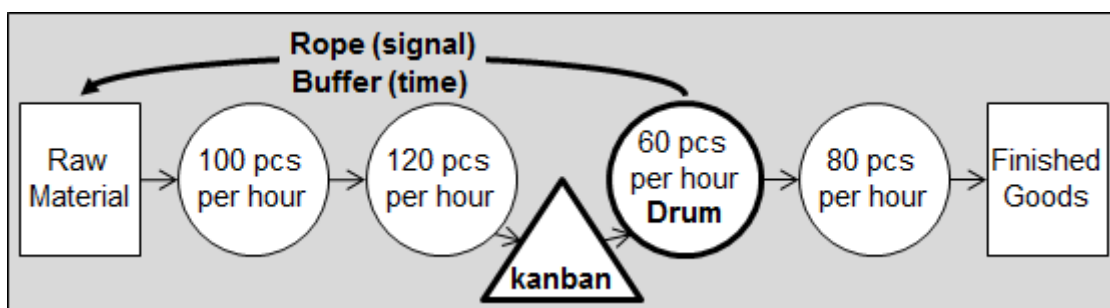 Rope (signal)
Buffer (time)
Raw
Material
100 pcs
per hour
120 pcs
per hour
kanban
60 pcs
per hour
Drum
80 pcs
per hour
Finished
Goods